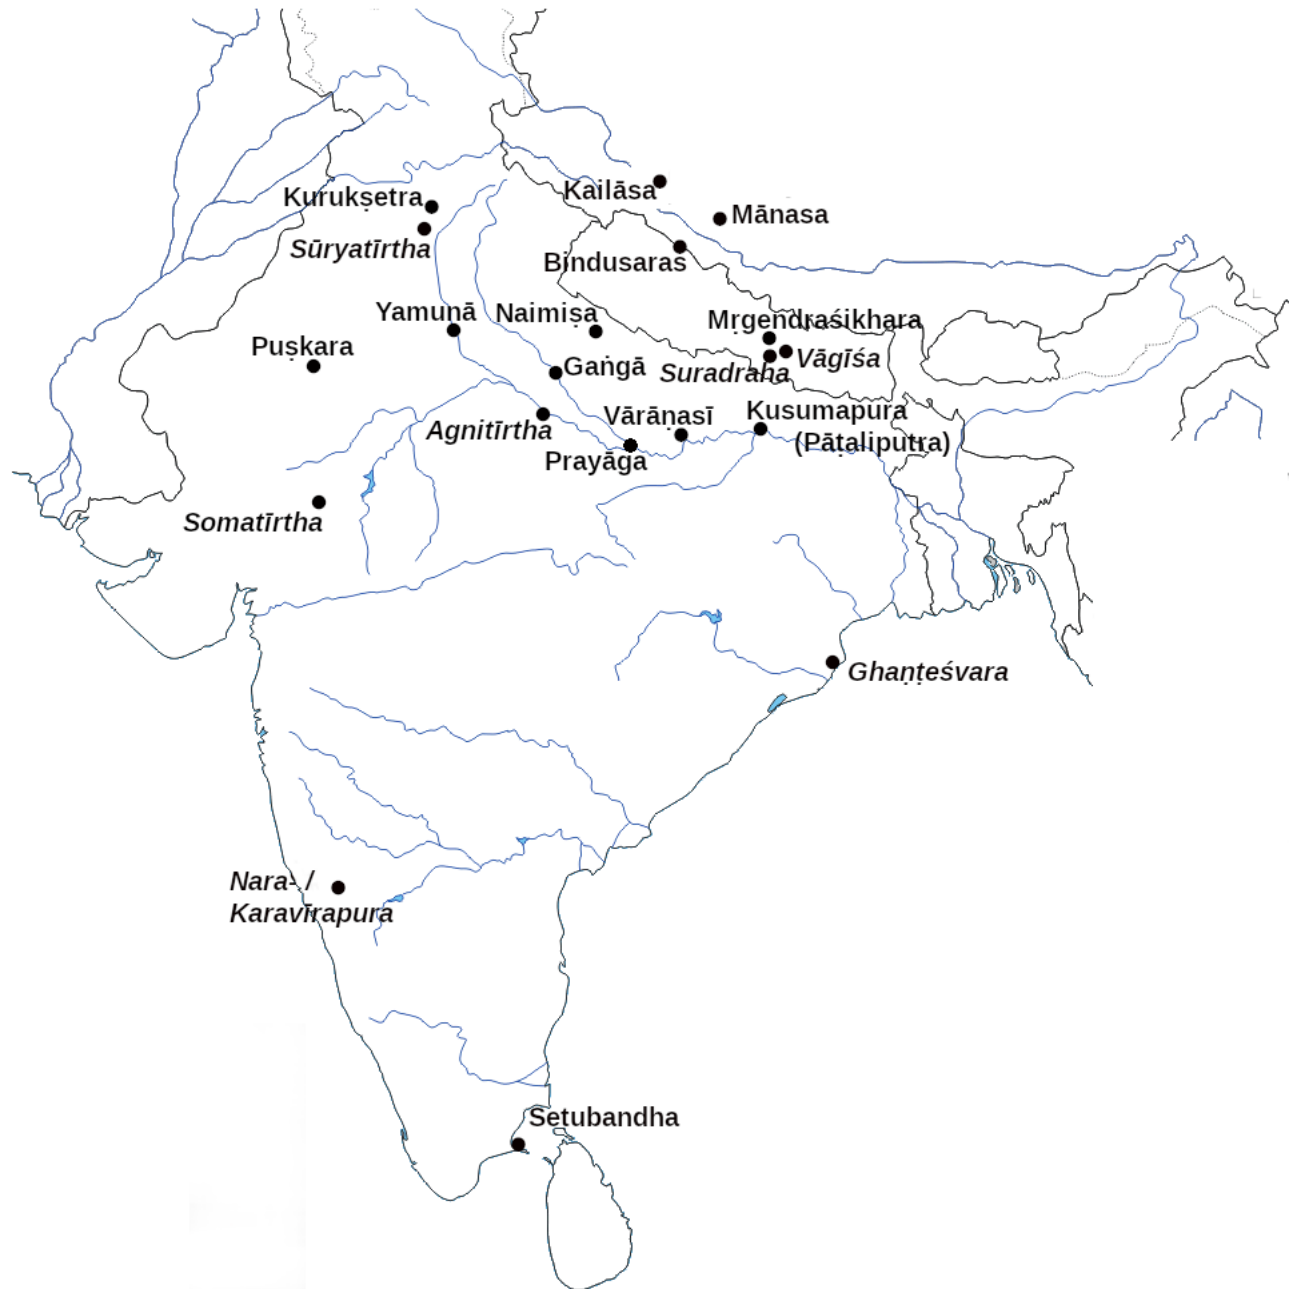 Kailāsa
Kurukṣetra
Mānasa
Sūryatīrtha
Bindusaras
Yamunā
Naimiṣa
Mṛgendraśikhara
Puṣkara
Gaṅgā
Vāgīśa
Suradraha
Vārāṇasī
Kusumapura
(Pāṭaliputra)
Agnitīrtha
Prayāga
Somatīrtha
Ghaṇṭeśvara
Nara- /
Karavīrapura
Setubandha